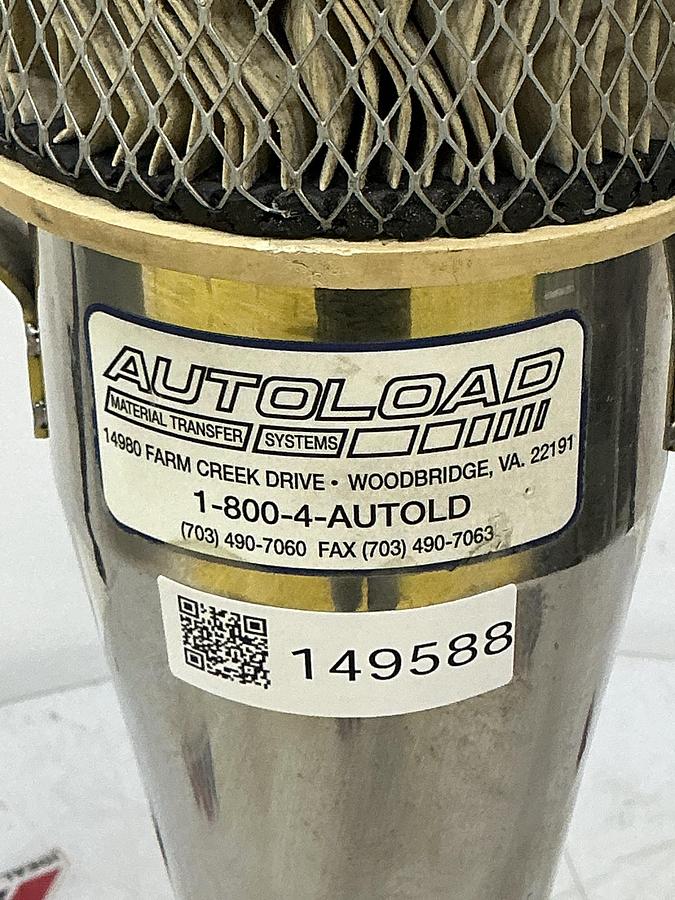 AUTOLOAD
MATERIAL TRANSFER SYSTEMS
14980 FARM CREEK DRIVE • WOODBRIDGE, VA. 22191
1-800-4-AUTOLD
(703) 490-7060 FAX (703) 490-7063
149588